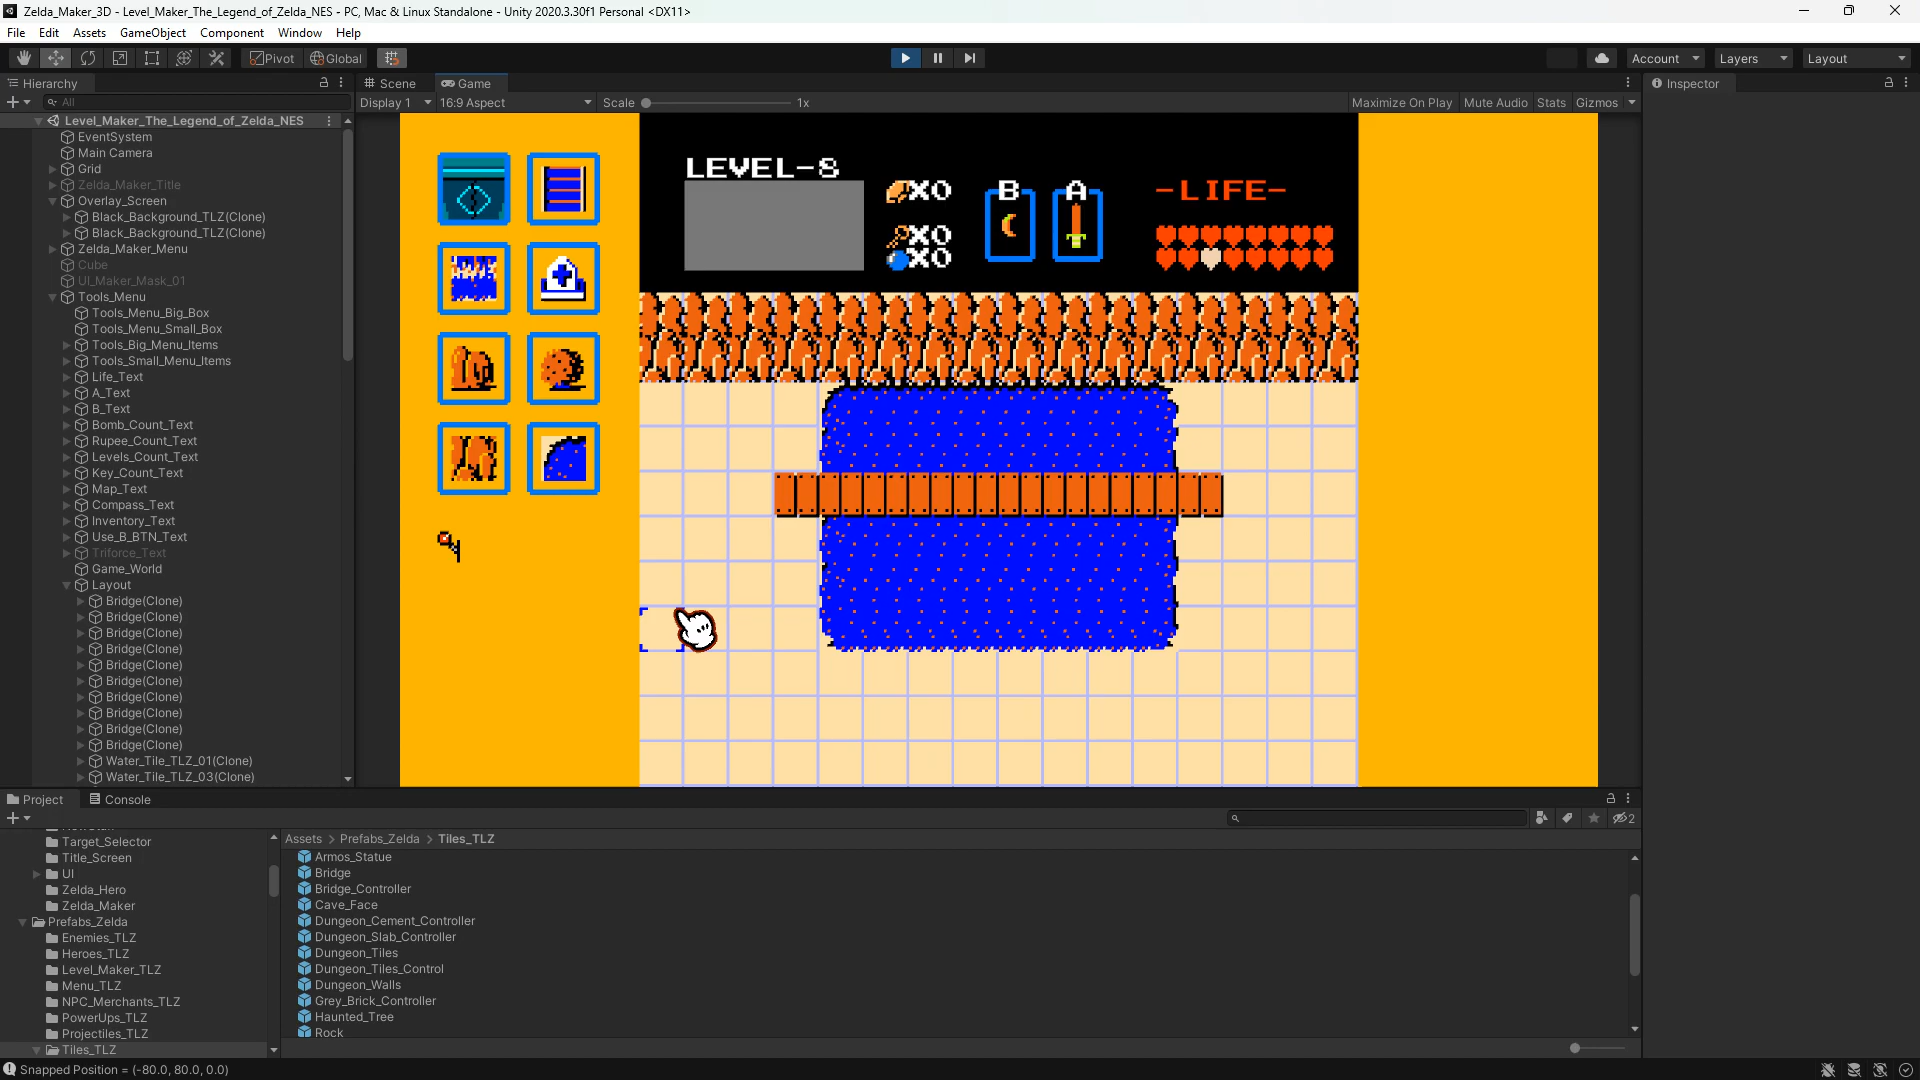 Zelda_Maker_3D - Level_Maker_The_Legend_of_Zelda_NES - PC, Mac & Linux Standalone - Unity 2020.3.30f1 Personal <DX11>
File Edit Assets GameObject Component Window Help
Pivot Global Account Layers Layout
Hierarchy Scene Game Inspector
All Display 1 16:9 Aspect Scale 1x Maximize On Play Mute Audio Stats Gizmos
Level_Maker_The_Legend_of_Zelda_NES
EventSystem
Main Camera
Grid
Zelda_Maker_Title
Overlay_Screen
Black_Background_TLZ(Clone)
Black_Background_TLZ(Clone)
Zelda_Maker_Menu
Cube
UI_Maker_Mask_01
Tools_Menu
Tools_Menu_Big_Box
Tools_Menu_Small_Box
Tools_Big_Menu_Items
Tools_Small_Menu_Items
Life_Text
A_Text
B_Text
Bomb_Count_Text
Rupee_Count_Text
Levels_Count_Text
Key_Count_Text
Map_Text
Compass_Text
Inventory_Text
Use_B_BTN_Text
Triforce_Text
Game_World
Layout
Bridge(Clone)
Bridge(Clone)
Bridge(Clone)
Bridge(Clone)
Bridge(Clone)
Bridge(Clone)
Bridge(Clone)
Bridge(Clone)
Bridge(Clone)
Bridge(Clone)
Water_Tile_TLZ_01(Clone)
Water_Tile_TLZ_03(Clone)
LEVEL-8
X0 B A -LIFE-
X0
X0
Project Console
2
Target_Selector
Title_Screen
UI
Zelda_Hero
Zelda_Maker
Prefabs_Zelda
Enemies_TLZ
Heroes_TLZ
Level_Maker_TLZ
Menu_TLZ
NPC_Merchants_TLZ
PowerUps_TLZ
Projectiles_TLZ
Tiles_TLZ
Assets > Prefabs_Zelda > Tiles_TLZ
Armos_Statue
Bridge
Bridge_Controller
Cave_Face
Dungeon_Cement_Controller
Dungeon_Slab_Controller
Dungeon_Tiles
Dungeon_Tiles_Control
Dungeon_Walls
Grey_Brick_Controller
Haunted_Tree
Rock
Snapped Position = (-80.0, 80.0, 0.0)